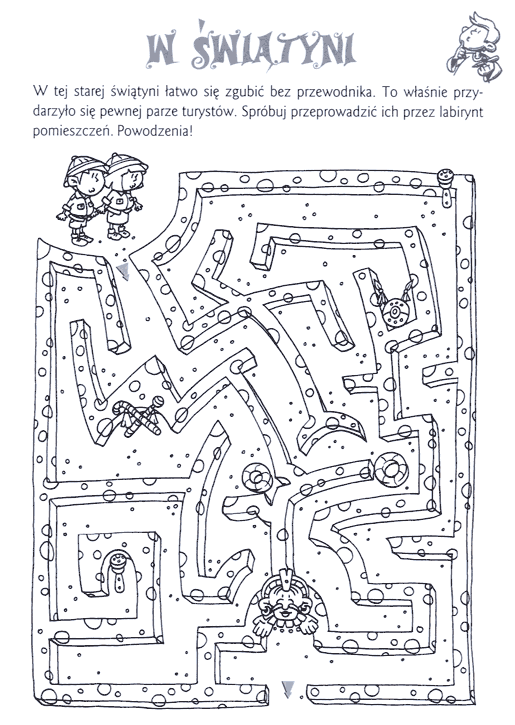 W ŚWIĄTYNI
W tej starej świątyni łatwo się zgubić bez przewodnika. To właśnie przy-
darzyło się pewnej parze turystów. Spróbuj przeprowadzić ich przez labirynt
pomieszczeń. Powodzenia!